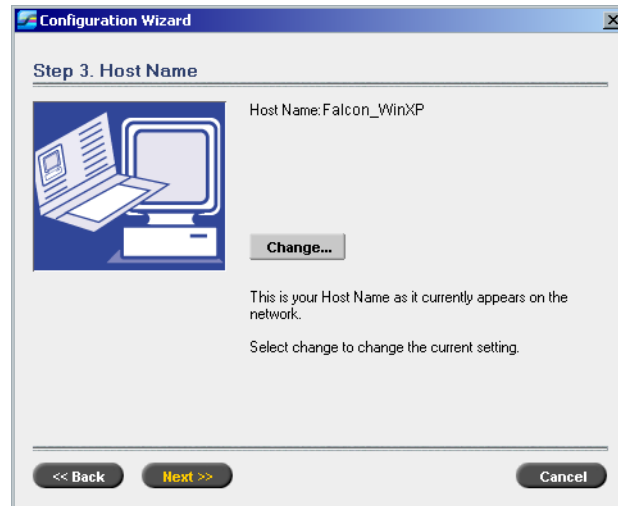 Configuration Wizard
Step 3. Host Name
Host Name:Falcon_WinXP
Change...
This is your Host Name as it currently appears on the
network.
Select change to change the current setting.
<< Back
Next >>
Cancel